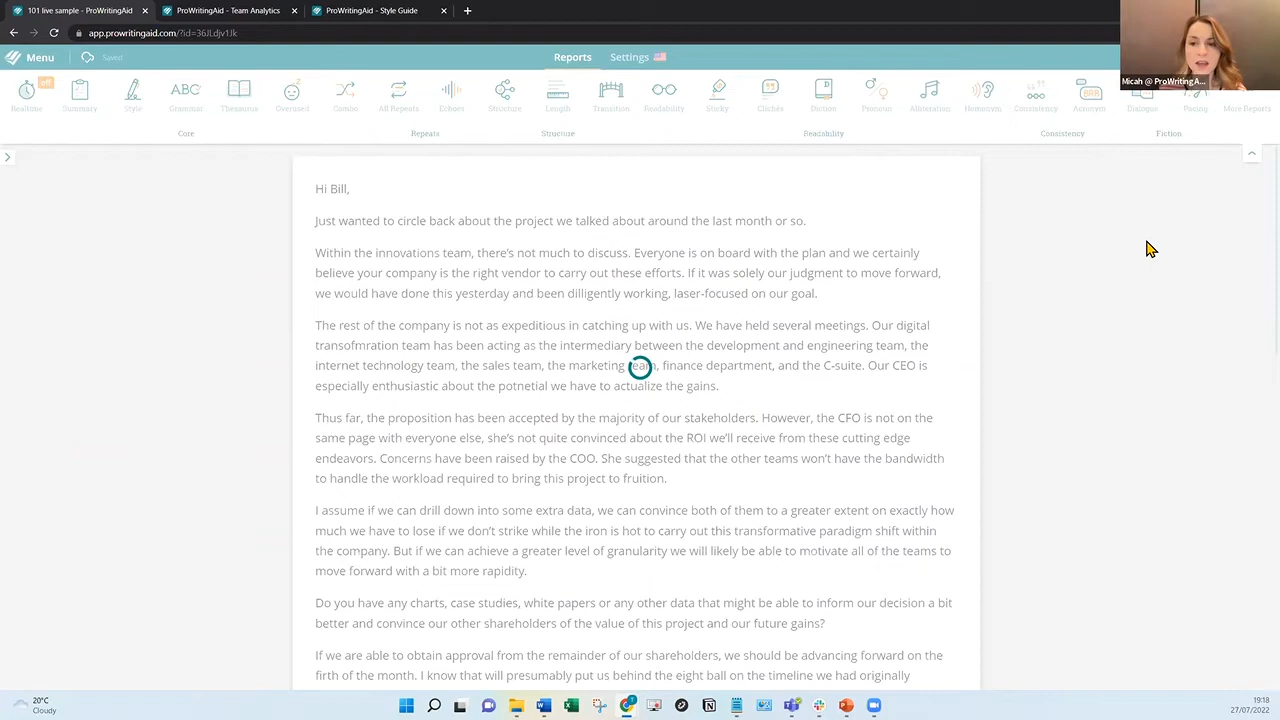 101 live sample - ProWritingAid
ProWritingAid - Team Analytics
ProWritingAid - Style Guide
app.prowritingaid.com/?id=36JLdjv1Jk
Menu
Saved
Reports
Settings
Micah @ ProWriting A...
off
Realtime
Summary
Style
Grammar
Thesaurus
Overused
Combo
All Repeats
Structure
Length
Transition
Readability
Sticky
Clichés
Diction
Pronoun
Alliteration
Homonym
Consistency
Acronym
Dialogue
Pacing
More Reports
ABC
BRB
Core
Repeats
Structure
Readability
Consistency
Fiction
Hi Bill,
Just wanted to circle back about the project we talked about around the last month or so.
Within the innovations team, there's not much to discuss. Everyone is on board with the plan and we certainly
believe your company is the right vendor to carry out these efforts. If it was solely our judgment to move forward,
we would have done this yesterday and been dilligently working, laser-focused on our goal.
The rest of the company is not as expeditious in catching up with us. We have held several meetings. Our digital
transofmration team has been acting as the intermediary between the development and engineering team, the
internet technology team, the sales team, the marketing team, finance department, and the C-suite. Our CEO is
especially enthusiastic about the potnetial we have to actualize the gains.
Thus far, the proposition has been accepted by the majority of our stakeholders. However, the CFO is not on the
same page with everyone else, she's not quite convinced about the ROI we'll receive from these cutting edge
endeavors. Concerns have been raised by the COO. She suggested that the other teams won't have the bandwidth
to handle the workload required to bring this project to fruition.
I assume if we can drill down into some extra data, we can convince both of them to a greater extent on exactly how
much we have to lose if we don't strike while the iron is hot to carry out this transformative paradigm shift within
the company. But if we can achieve a greater level of granularity we will likely be able to motivate all of the teams to
move forward with a bit more rapidity.
Do you have any charts, case studies, white papers or any other data that might be able to inform our decision a bit
better and convince our other shareholders of the value of this project and our future gains?
If we are able to obtain approval from the remainder of our shareholders, we should be advancing forward on the
firth of the month. I know that will presumably put us behind the eight ball on the timeline we had originally
20°C
Cloudy
19:18
27/07/2022